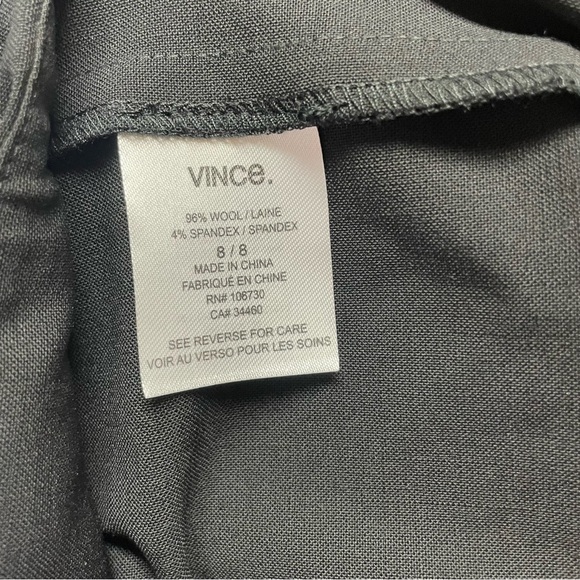 VINCe.
96% WOOL / LAINE
4% SPANDEX / SPANDEX
8 / 8
MADE IN CHINA
FABRIQUÉ EN CHINE
RN# 106730
CA# 34460
SEE REVERSE FOR CARE
VOIR AU VERSO POUR LES SOINS